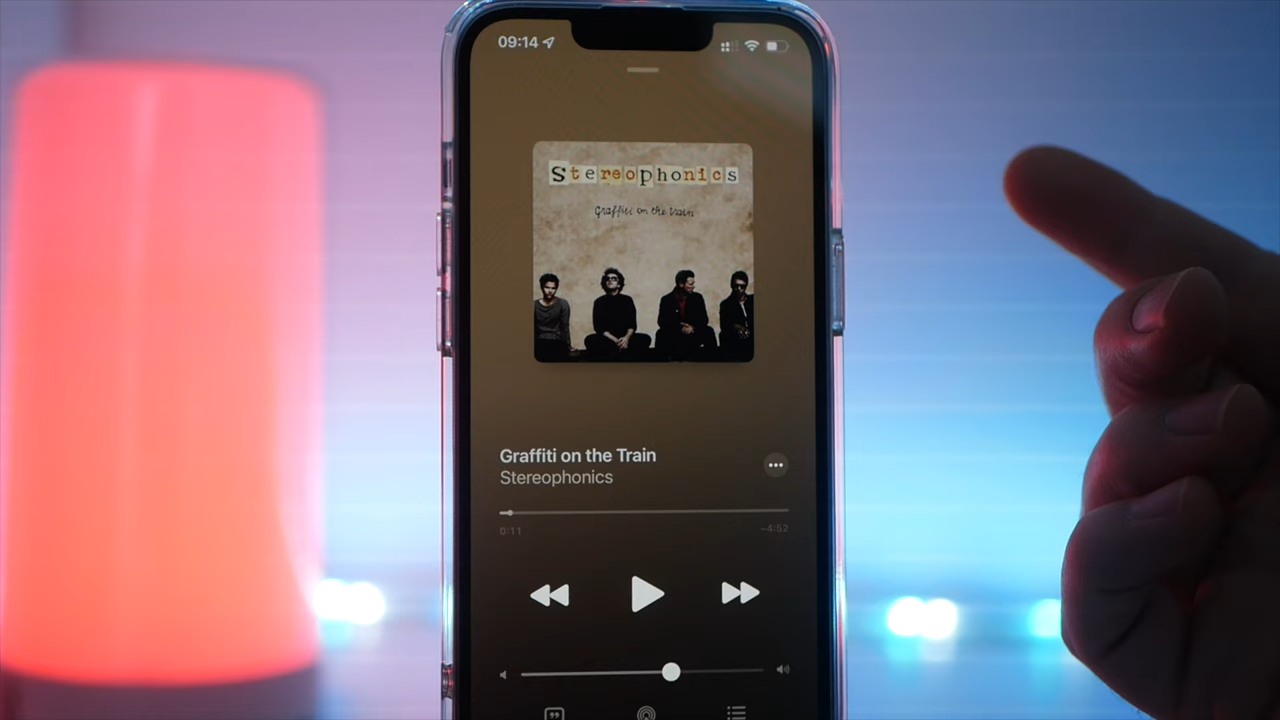 09:14
Stereophonics
Graffiti on the train
Graffiti on the Train
Stereophonics
0:11
-4:52